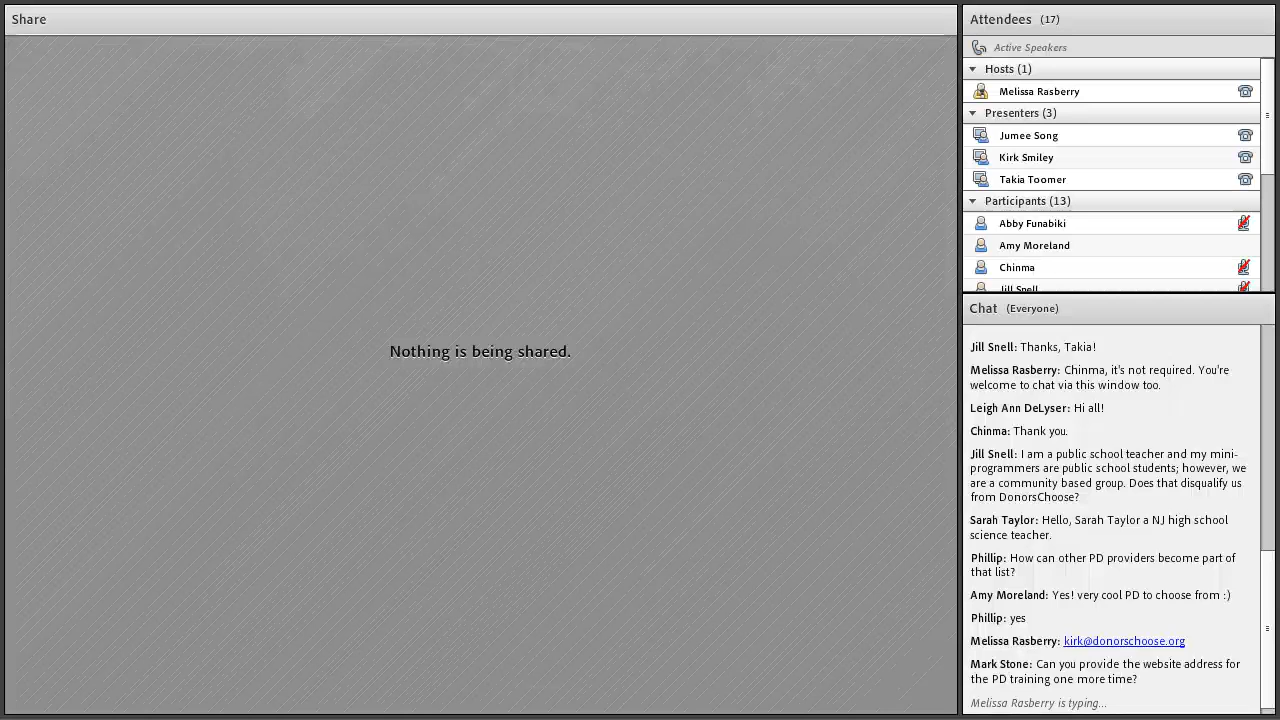 Share
Nothing is being shared.
Attendees (17)
Active Speakers
Hosts (1)
Melissa Rasberry
Presenters (3)
Jumee Song
Kirk Smiley
Takia Toomer
Participants (13)
Abby Funabiki
Amy Moreland
Chinma
Jill Snell
Chat (Everyone)
Jill Snell: Thanks, Takia!
Melissa Rasberry: Chinma, it's not required. You're
welcome to chat via this window too.
Leigh Ann DeLyser: Hi all!
Chinma: Thank you.
Jill Snell: I am a public school teacher and my mini-
programmers are public school students; however, we
are a community based group. Does that disqualify us
from DonorsChoose?
Sarah Taylor: Hello, Sarah Taylor a NJ high school
science teacher.
Phillip: How can other PD providers become part of
that list?
Amy Moreland: Yes! very cool PD to choose from :)
Phillip: yes
Melissa Rasberry: kirk@donorschoose.org
Mark Stone: Can you provide the website address for
the PD training one more time?
Melissa Rasberry is typing...